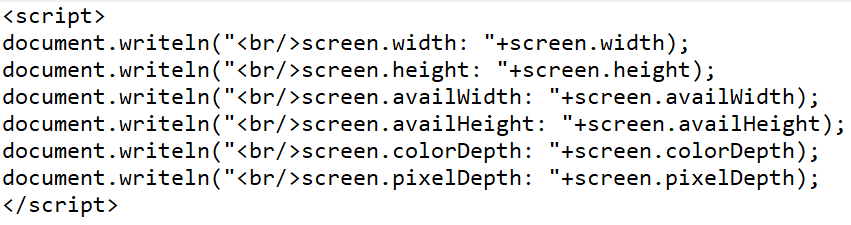 <script>
document.writeln("<br/>screen.width: "+screen.width);
document.writeln("<br/>screen.height: "+screen.height);
document.writeln("<br/>screen.availWidth: "+screen.availWidth);
document.writeln("<br/>screen.availHeight: "+screen.availHeight);
document.writeln("<br/>screen.colorDepth: "+screen.colorDepth);
document.writeln("<br/>screen.pixelDepth: "+screen.pixelDepth);
</script>